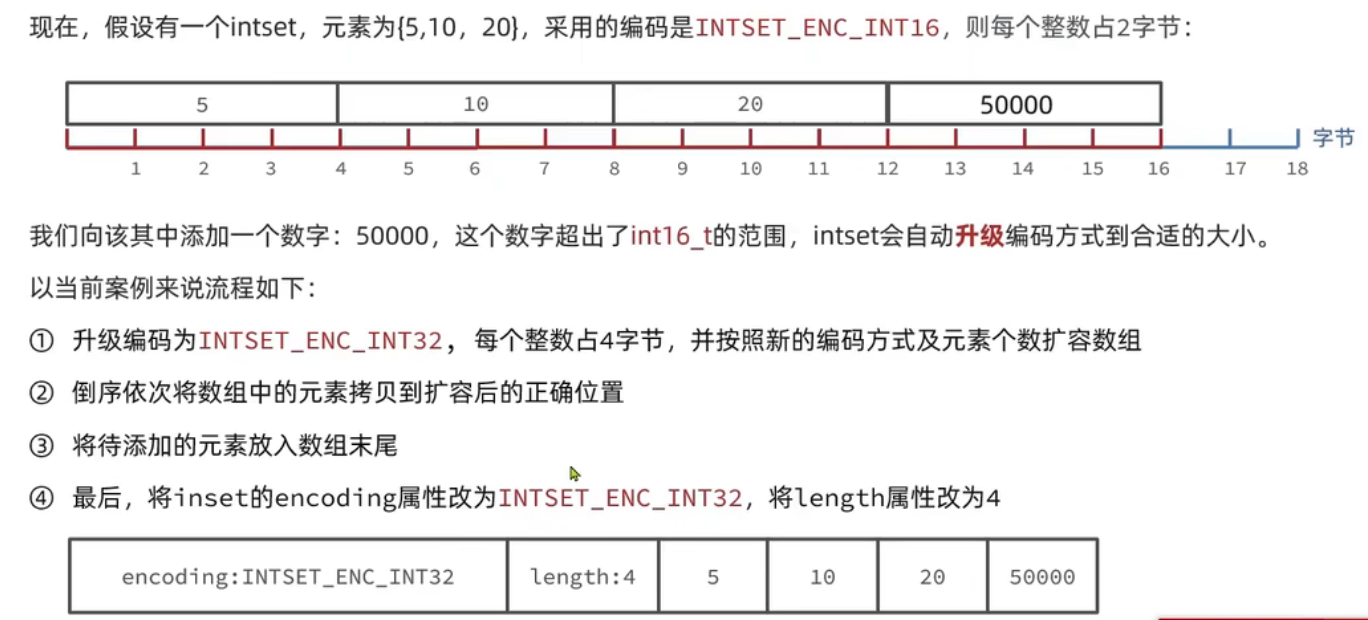 现在，假设有一个intset，元素为{5,10，20}，采用的编码是INTSET_ENC_INT16，则每个整数占2字节：
5 10 20 50000
字节
1 2 3 4 5 6 7 8 9 10 11 12 13 14 15 16 17 18
我们向该其中添加一个数字：50000，这个数字超出了int16_t的范围，intset会自动升级编码方式到合适的大小。
以当前案例来说流程如下：
① 升级编码为INTSET_ENC_INT32, 每个整数占4字节，并按照新的编码方式及元素个数扩容数组
② 倒序依次将数组中的元素拷贝到扩容后的正确位置
③ 将待添加的元素放入数组末尾
④ 最后，将inset的encoding属性改为INTSET_ENC_INT32，将length属性改为4
encoding:INTSET_ENC_INT32 length:4 5 10 20 50000